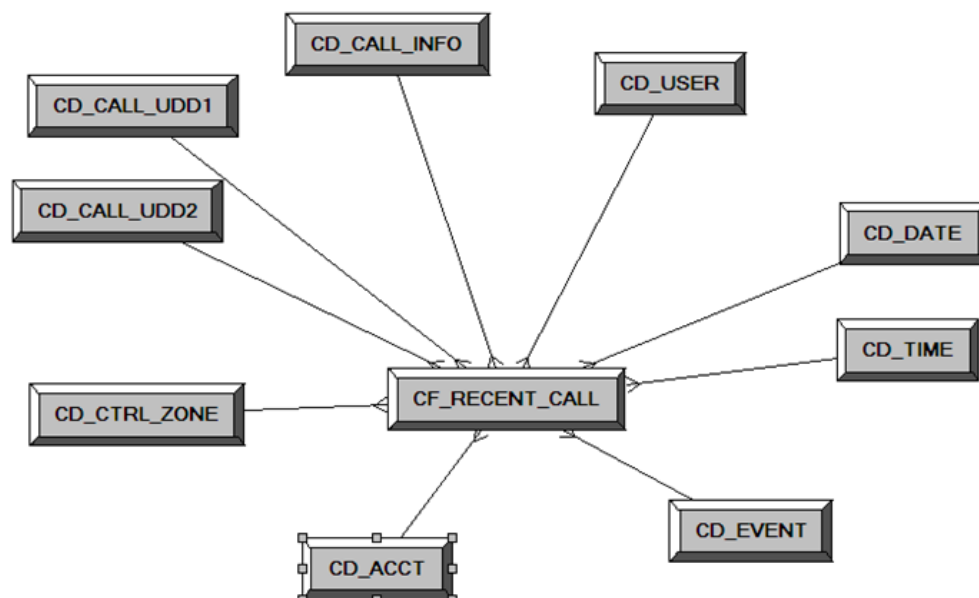 CD_CALL_INFO
CD_USER
CD_CALL_UDD1
CD_CALL_UDD2
CD_DATE
CD_TIME
CF_RECENT_CALL
CD_CTRL_ZONE
CD_EVENT
CD_ACCT